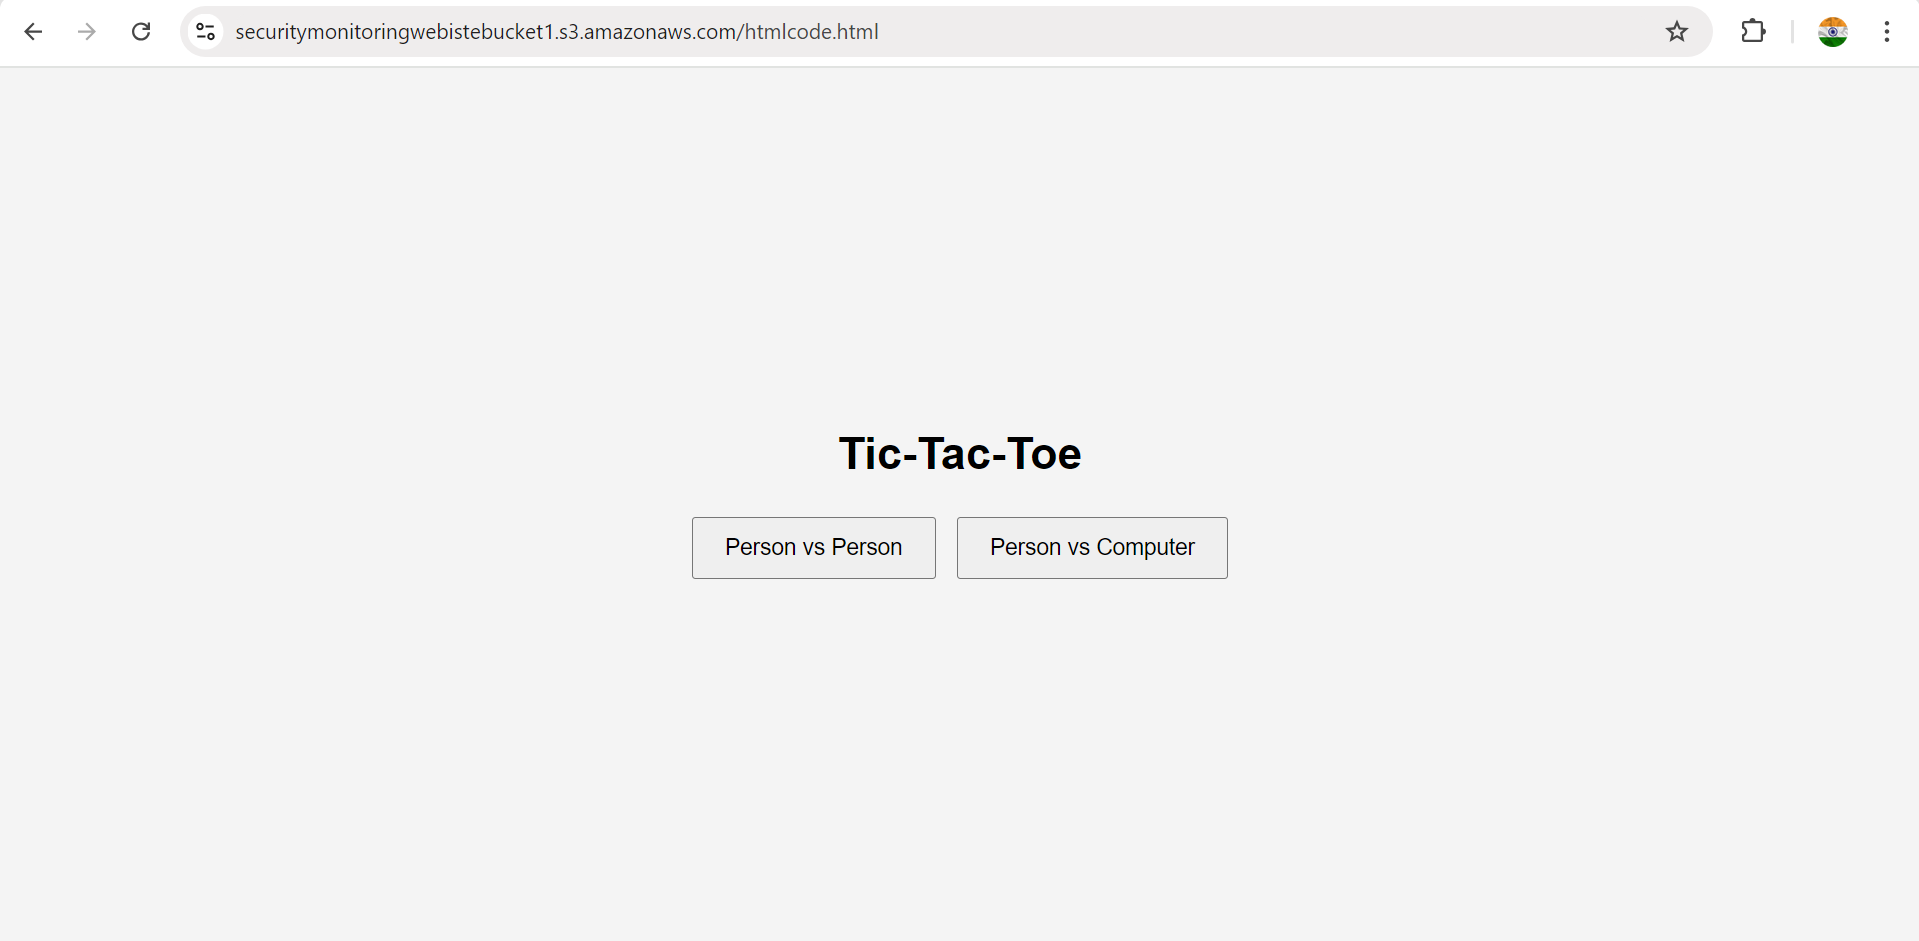 securitymonitoringwebistebucket1.s3.amazonaws.com/htmlcode.html
Tic-Tac-Toe
Person vs Person
Person vs Computer